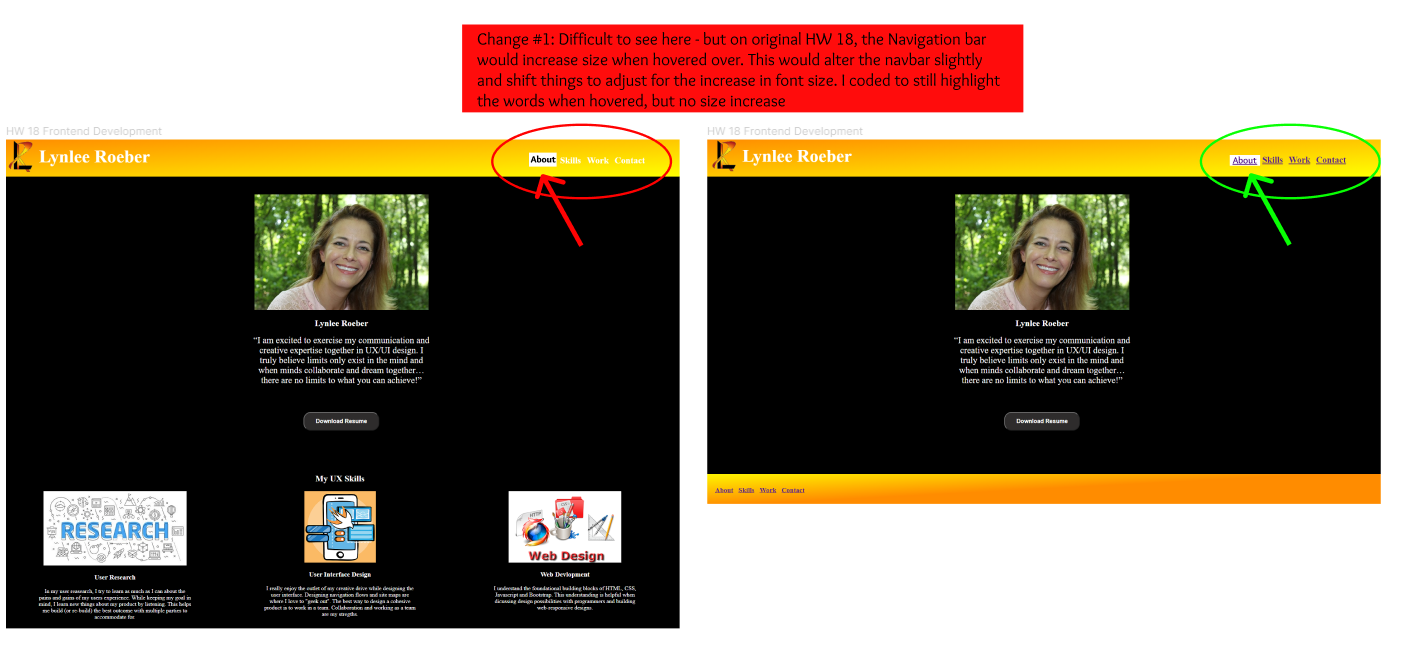 Change #1: Difficult to see here - but on original HW 18, the Navigation bar
would increase size when hovered over. This would alter the navbar slightly
and shift things to adjust for the increase in font size. I coded to still highlight
the words when hovered, but no size increase
HW 18 Frontend Development
Lynlee Roeber
About Skills Work Contact
Lynlee Roeber
“I am excited to exercise my communication and
creative expertise together in UX/UI design. I
truly believe limits only exist in the mind and
when minds collaborate and dream together…
there are no limits to what you can achieve!”
Download Resume
My UX Skills
RESEARCH
HTTP
CSS
Web Design
User Research
In my user reasearch, I try to learn as much as I can about the
pains and gains of my users experience. While keeping my goal in
mind, I learn new things about my product by listening. This helps
me build (or re-build) the best outcome with multiple parties to
accommodate for.
User Interface Design
I really enjoy the outlet of my creative drive while designing the
user interface. Designing navigation flows and site maps are
where I love to "geek out". The best way to design a cohesive
product is to work in a team. Collaboration and working as a team
are my stregths.
Web Devlopment
I understand the foundational building blocks of HTML, CSS,
Javascript and Bootstrap. This understanding is helpful when
dicussing design possibilities with programmers and building
web-responsive designs.
HW 18 Frontend Development
Lynlee Roeber
About Skills Work Contact
Lynlee Roeber
“I am excited to exercise my communication and
creative expertise together in UX/UI design. I
truly believe limits only exist in the mind and
when minds collaborate and dream together…
there are no limits to what you can achieve!”
Download Resume
About Skills Work Contact